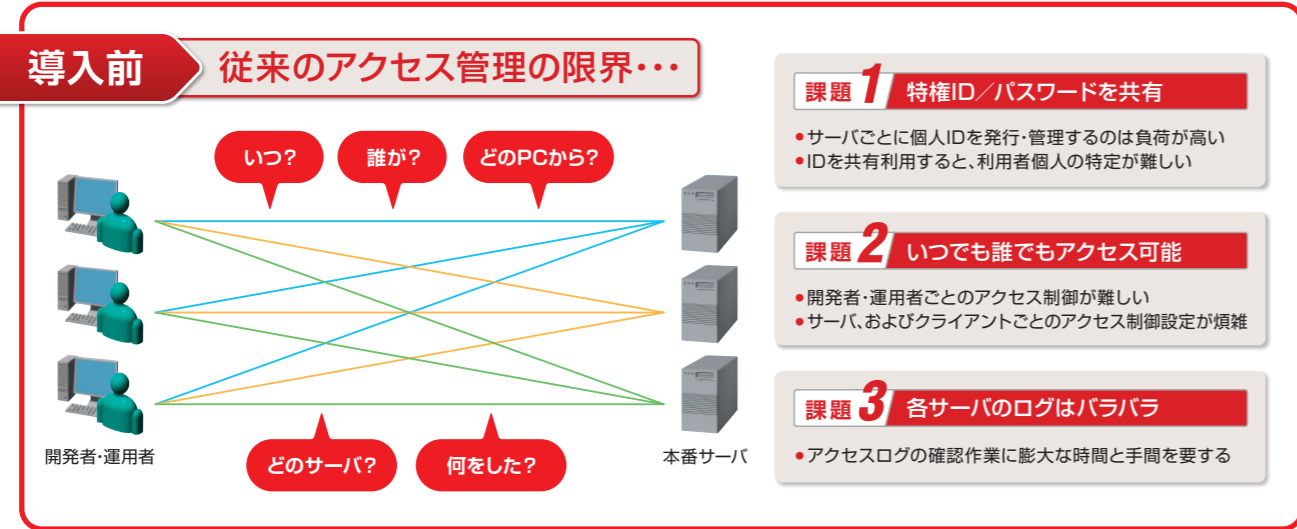 導入前
従来のアクセス管理の限界・・・
いつ?
誰が?
どのPCから?
開発者・運用者
本番サーバ
どのサーバ?
何をした?
課題1 特権ID/パスワードを共有
●サーバごとに個人IDを発行・管理するのは負荷が高い
●IDを共有利用すると、利用者個人の特定が難しい
課題2 いつでも誰でもアクセス可能
●開発者・運用者ごとのアクセス制御が難しい
●サーバ、およびクライアントごとのアクセス制御設定が煩雑
課題3 各サーバのログはバラバラ
●アクセスログの確認作業に膨大な時間と手間を要する